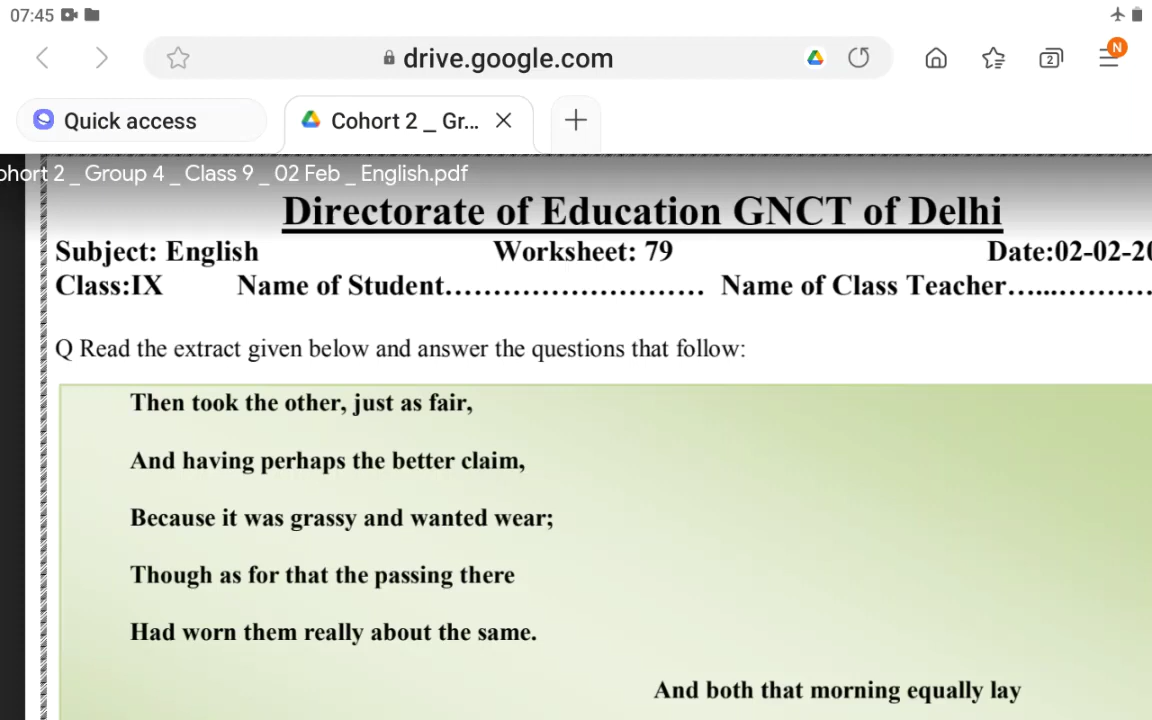 07:45
drive.google.com
2
N
Quick access
Cohort 2 _ Gr...
ohort 2 _ Group 4 _ Class 9 _ 02 Feb _ English.pdf
Directorate of Education GNCT of Delhi
Subject: English Worksheet: 79 Date:02-02-20
Class:IX Name of Student……………………… Name of Class Teacher…...……….
Q Read the extract given below and answer the questions that follow:
Then took the other, just as fair,
And having perhaps the better claim,
Because it was grassy and wanted wear;
Though as for that the passing there
Had worn them really about the same.
And both that morning equally lay